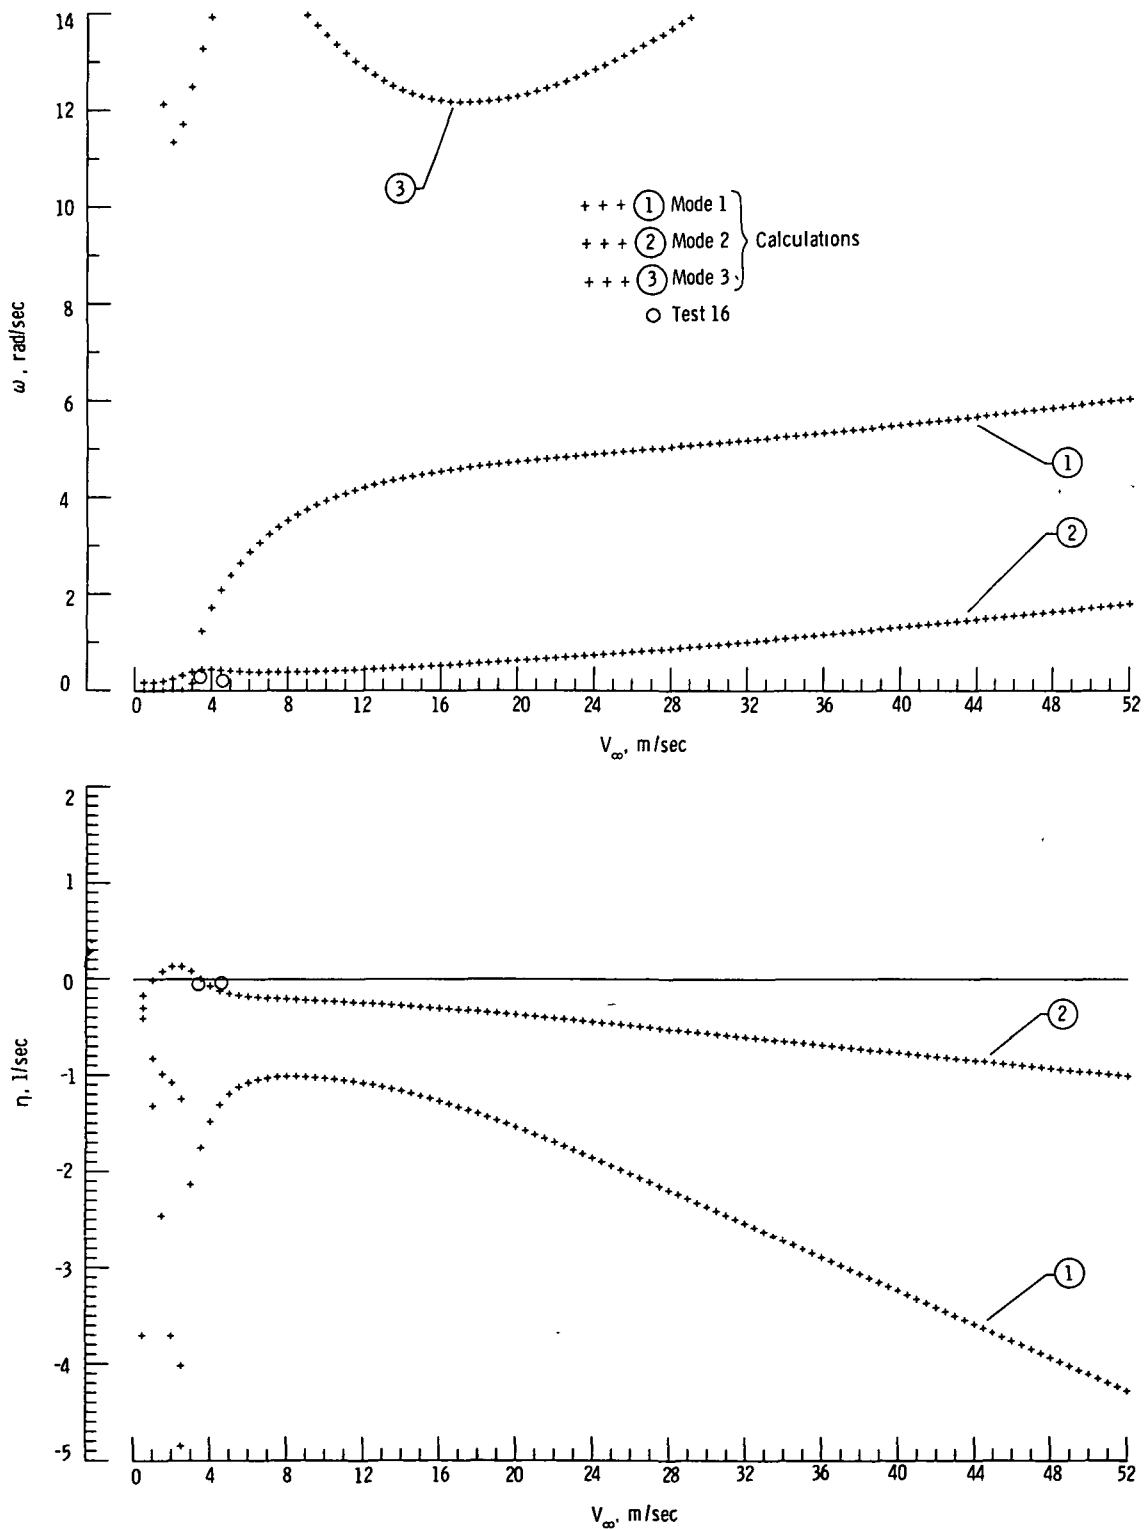 14
12
10
8
6
4
2
0
ω, rad/sec
3
+ + + 1 Mode 1
+ + + 2 Mode 2
+ + + 3 Mode 3
Calculations
Test 16
1
2
0 4 8 12 16 20 24 28 32 36 40 44 48 52
V∞, m/sec
2
1
0
-1
-2
-3
-4
-5
η, 1/sec
2
1
0 4 8 12 16 20 24 28 32 36 40 44 48 52
V∞, m/sec